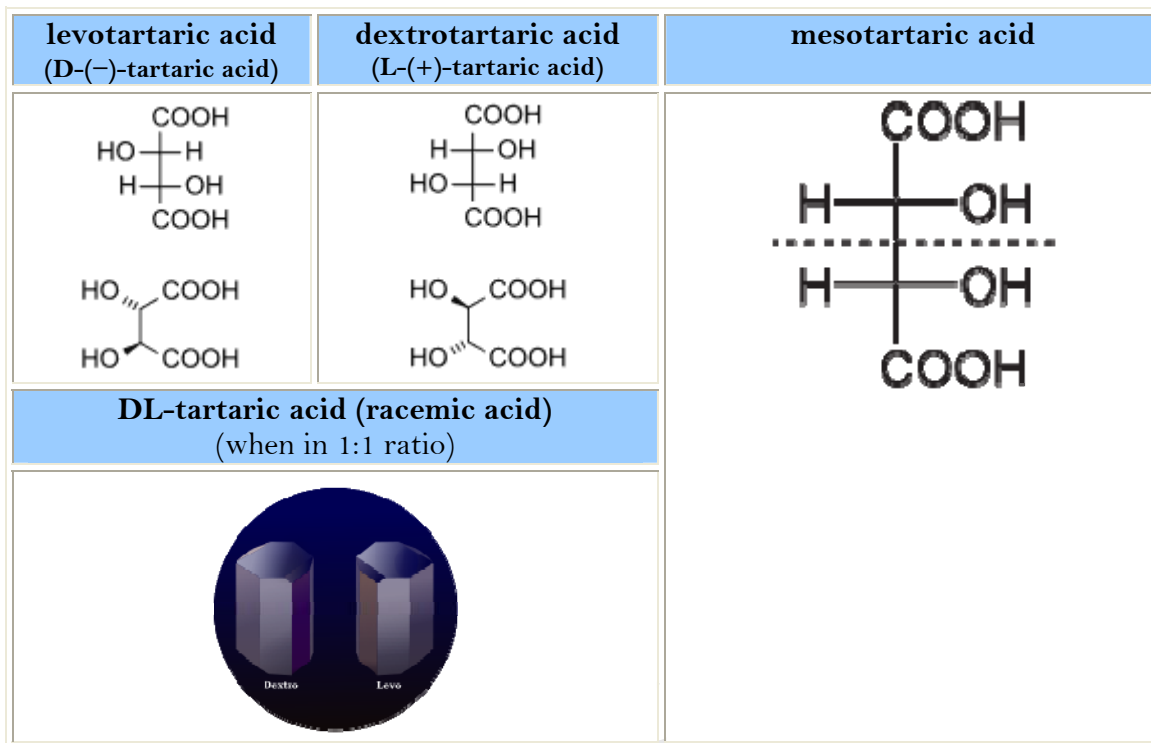 levotartaric acid
(D-(−)-tartaric acid)
dextrotartaric acid
(L-(+)-tartaric acid)
mesotartaric acid
COOH
HO H
H OH
COOH
HO COOH
HO COOH
COOH
H OH
HO H
COOH
HO COOH
HO COOH
COOH
H OH
H OH
COOH
DL-tartaric acid (racemic acid)
(when in 1:1 ratio)
Dextro Levo